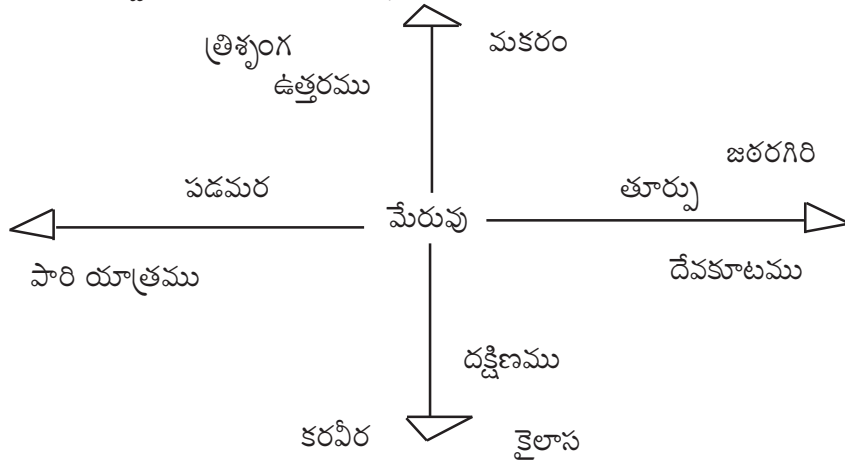 త్రిశృంగ
మకరం
ఉత్తరము
జఠరగిరి
పడమర
తూర్పు
మేరువు
పారి యాత్రము
దేవకూటము
దక్షిణము
కరవీర
కైలాస